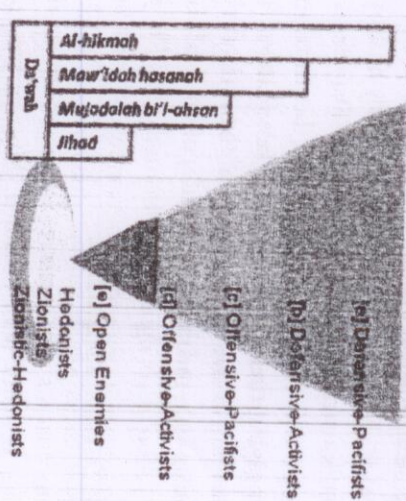 Da'wah
Al-hikmah
Maw'idah hasanah
Mujadalah bi'l-ahsan
Jihad
[a] Defensive-Pacifists
[b] Defensive-Activists
[c] Offensive-Pacifists
[d] Offensive-Activists
[e] Open Enemies
Hedonists
Zionists
Zionistic-Hedonists